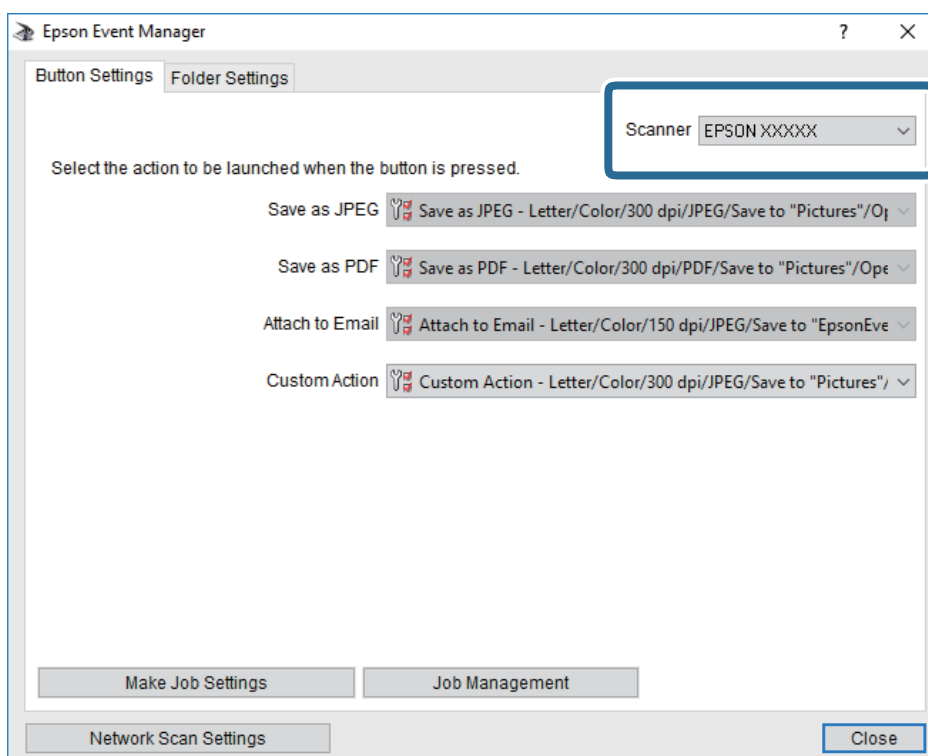 Epson Event Manager
Button Settings
Folder Settings
Scanner EPSON XXXXX
Select the action to be launched when the button is pressed.
Save as JPEG Save as JPEG - Letter/Color/300 dpi/JPEG/Save to "Pictures"/Op
Save as PDF Save as PDF - Letter/Color/300 dpi/PDF/Save to "Pictures"/Ope
Attach to Email Attach to Email - Letter/Color/150 dpi/JPEG/Save to "EpsonEve
Custom Action Custom Action - Letter/Color/300 dpi/JPEG/Save to "Pictures"/
Make Job Settings
Job Management
Network Scan Settings
Close